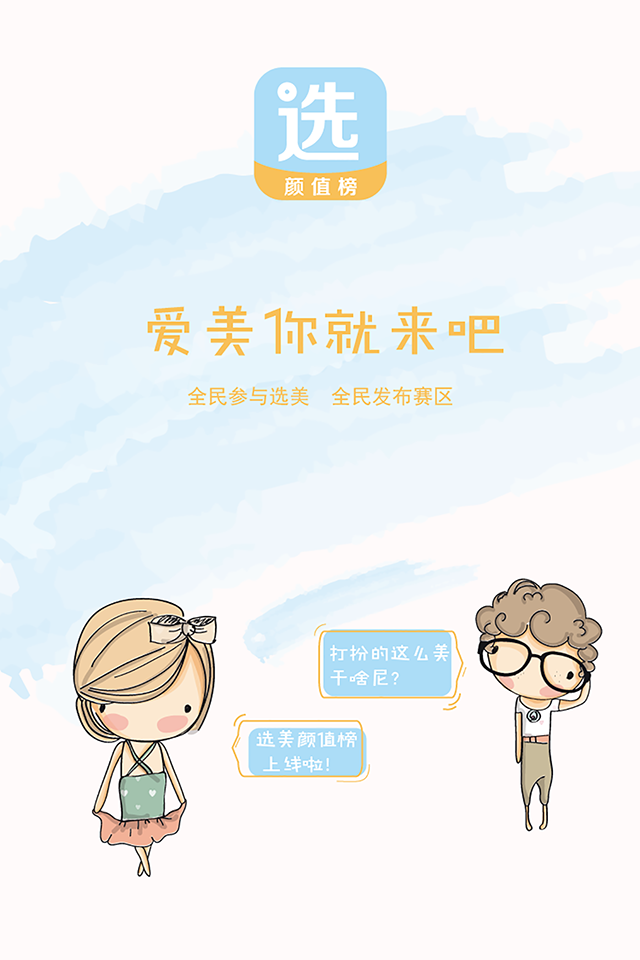 选
颜值榜
爱美你就来吧
全民参与选美 全民发布赛区
打扮的这么美
干啥尼?
选美颜值榜
上线啦!